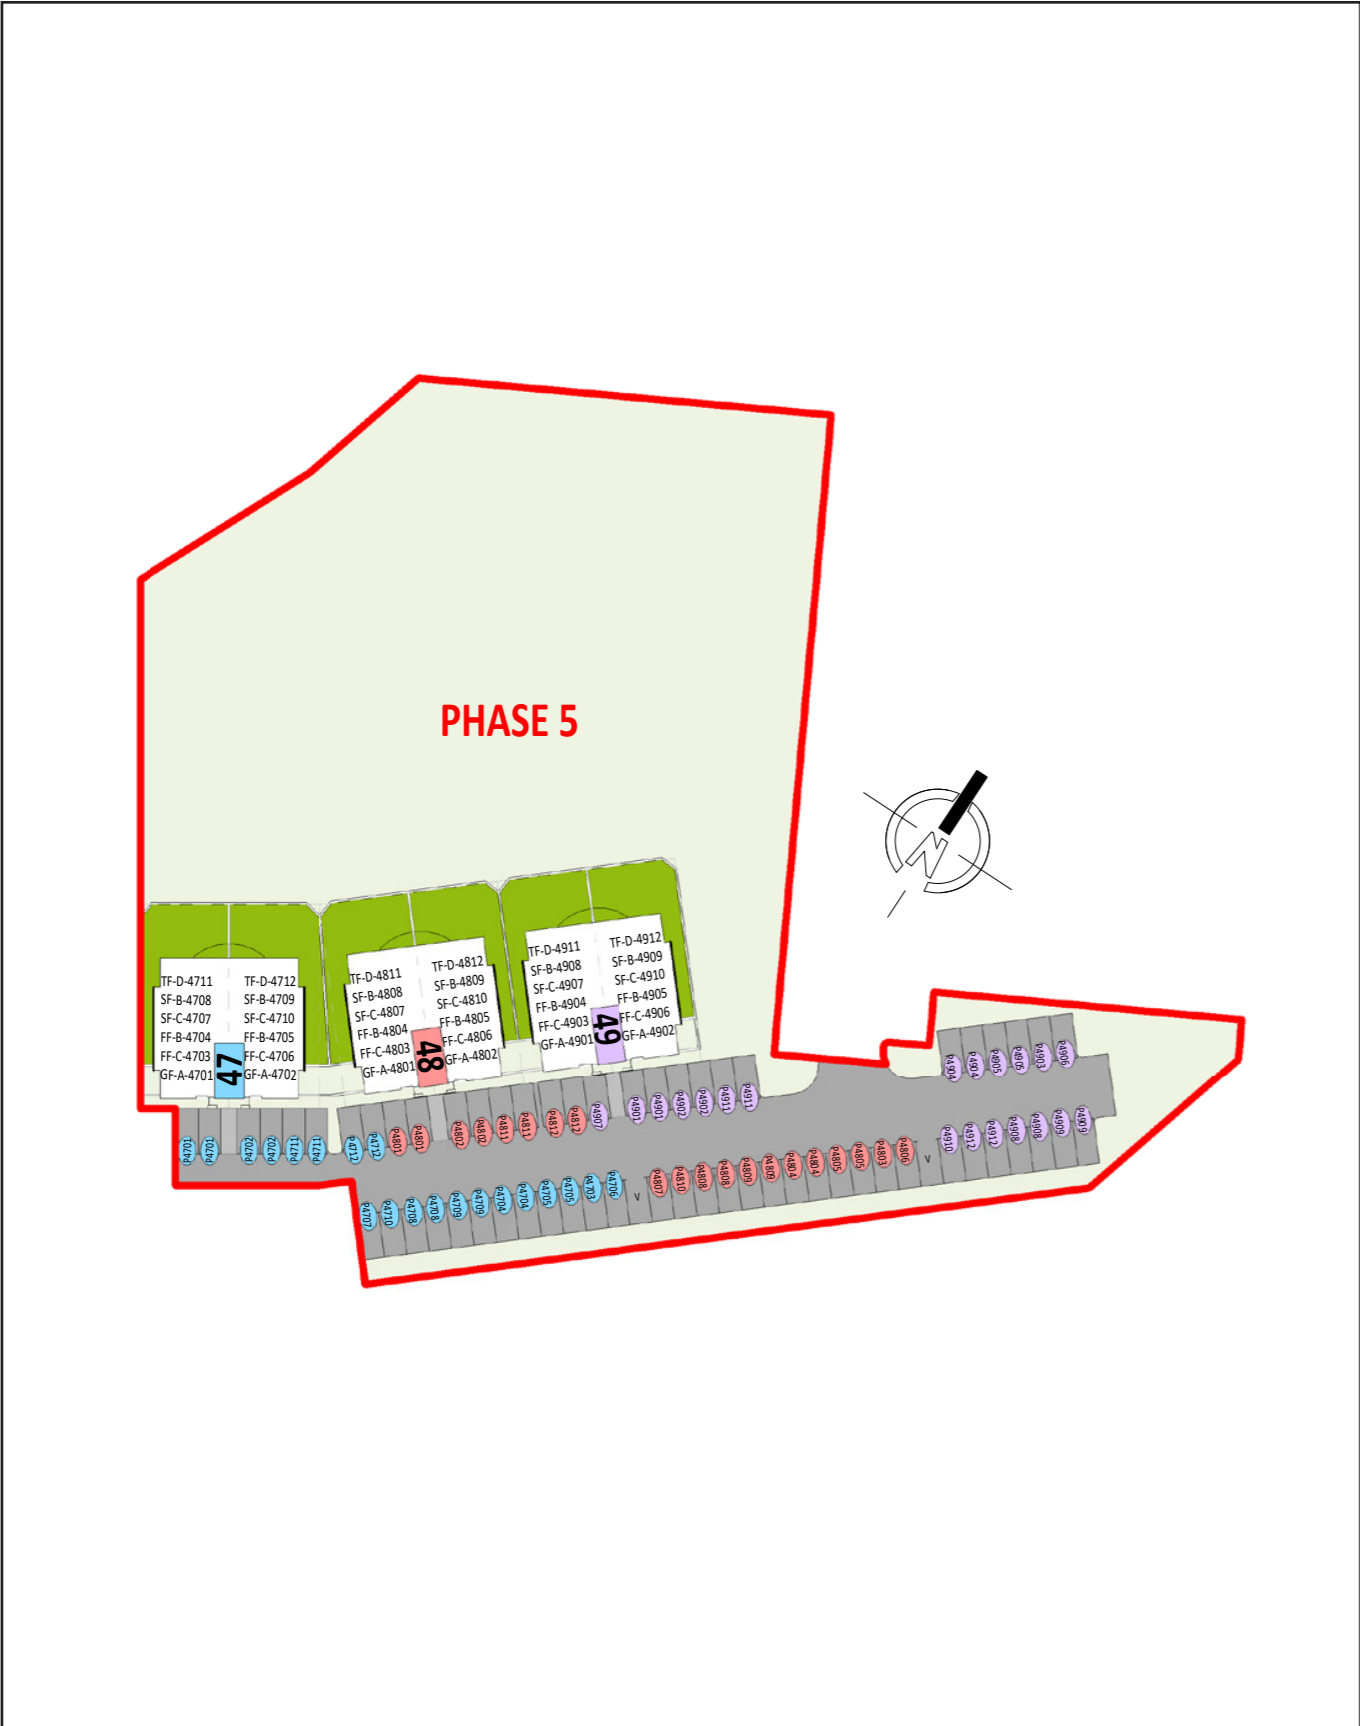 PHASE 5
N
TF-D-4711 TF-D-4712
SF-B-4708 SF-B-4709
SF-C-4707 SF-C-4710
FF-B-4704 FF-B-4705
FF-C-4703 FF-C-4706
GF-A-4701 GF-A-4702
47
TF-D-4811 TF-D-4812
SF-B-4808 SF-B-4809
SF-C-4807 SF-C-4810
FF-B-4804 FF-B-4805
FF-C-4803 FF-C-4806
GF-A-4801 GF-A-4802
48
TF-D-4911 TF-D-4912
SF-B-4908 SF-B-4909
SF-C-4907 SF-C-4910
FF-B-4904 FF-B-4905
FF-C-4903 FF-C-4906
GF-A-4901 GF-A-4902
49
P4904 P4904 P4905 P4905 P4903 P4906
P4701 P4701 P4702 P4702 P4711 P4711
P4712 P4712 P4801 P4801 P4802 P4802 P4811 P4811 P4812 P4812 P4907
P4901 P4901 P4902 P4902 P4911 P4911
P4707 P4710 P4708 P4708 P4709 P4709 P4704 P4704 P4705 P4705 P4703 P4706 V
P4807 P4810 P4808 P4808 P4809 P4809 P4804 P4804 P4805 P4805 P4803 P4806 V
P4910 P4912 P4912 P4908 P4908 P4909 P4909